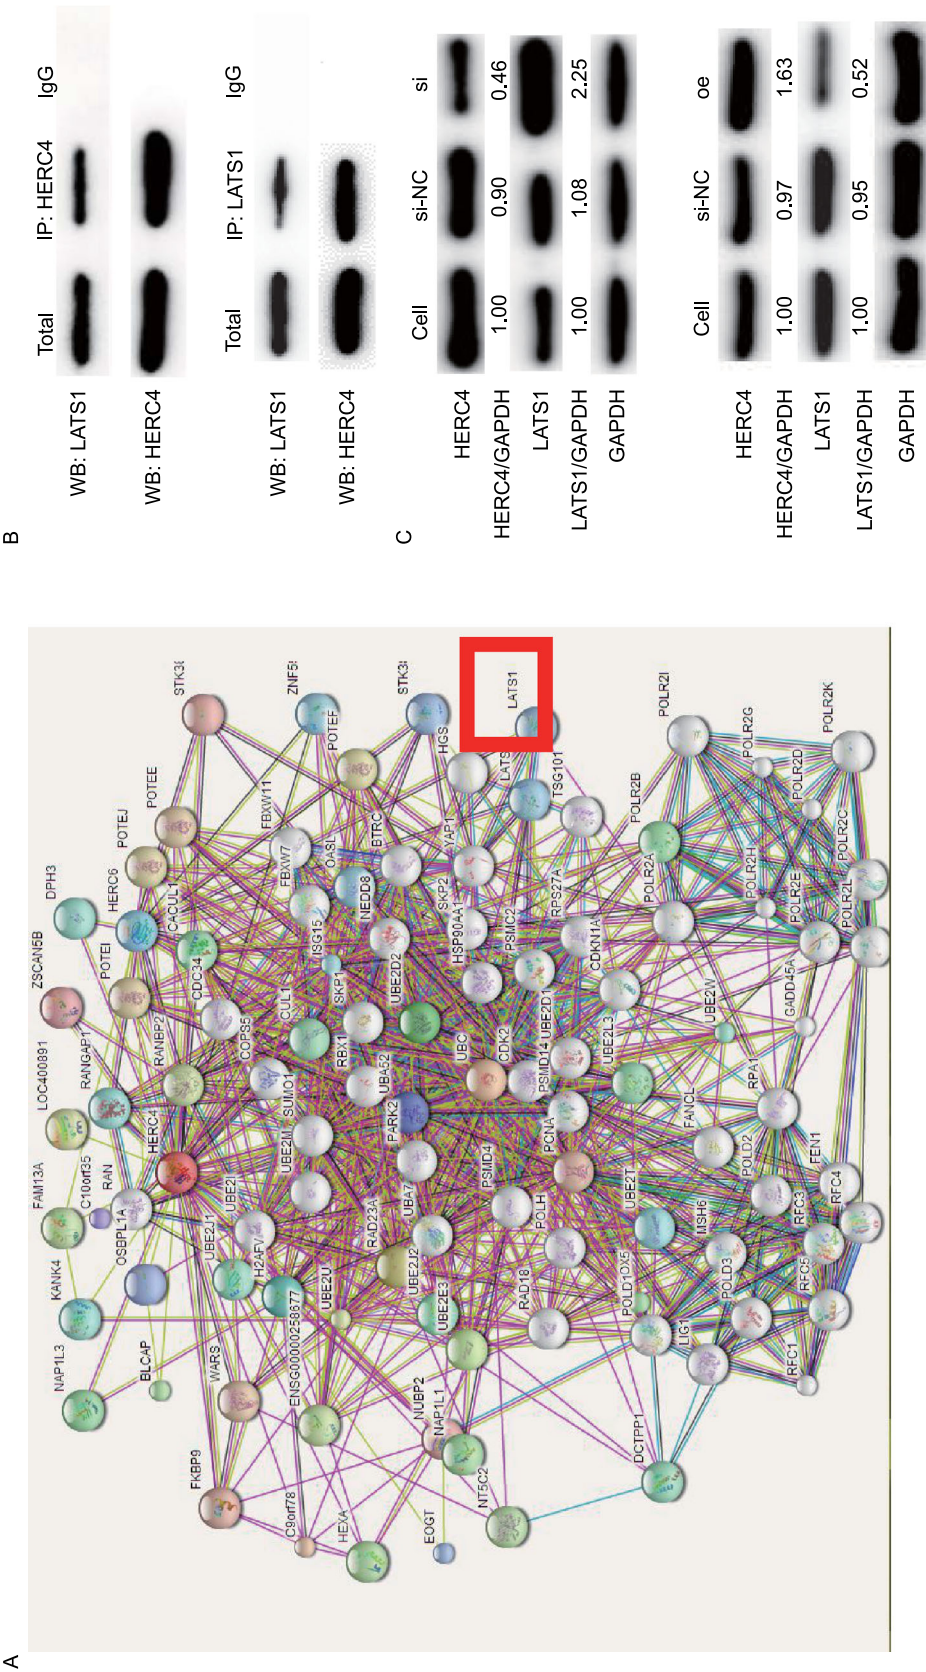 A
NAP1L3
KANK4
FAM13A
LOC400891
ZSCAN5B
DPH3
BLCAP
OSBPL1A
C10orf35
RAN
RANGAP1
POTEI
HERC6
POTEJ
POTEE
STK38
FKBP9
WARS
UBE2J1
UBE2I
HERC4
RANBP2
CDC34
CACUL1
FBXW11
ZNF5
C9orf78
ENSG00000258677
H2AFV
UBE2M
SUMO1
COPS5
CUL1
ISG15
FBXW7
POTEF
HEXA
UBE2U
RAD23A
UBA52
RBX1
SKP1
NEDD8
OASL
BTRC
STK3
EOGT
NUBP2
UBE2J2
UBA7
PARK2
UBE2D2
SKP2
YAP1
HGS
NAP1L1
UBE2E3
PSMD4
UBC
HSP90AA1
LATS1
NT5C2
RAD18
POLH
PCNA
PSMD14
CDK2
UBE2D1
PSMC2
RPS27A
TSG101
LATS
DCTPP1
POLD1
DX5
UBE2T
UBE2L3
CDKN1A
POLR2A
POLR2B
POLR2I
LIG1
MSH6
FANCL
UBE2W
POLR2H
POLR2G
POLD3
POLD2
RPA1
GADD45A
POLR2E
POLR2D
RFC1
RFC5
RFC3
RFC4
FEN1
POLR2L
POLR2C
POLR2K
B
Total IP: HERC4 IgG
WB: LATS1
WB: HERC4
Total IP: LATS1 IgG
WB: LATS1
WB: HERC4
C
Cell si-NC si
HERC4
HERC4/GAPDH 1.00 0.90 0.46
LATS1
LATS1/GAPDH 1.00 1.08 2.25
GAPDH
Cell si-NC oe
HERC4
HERC4/GAPDH 1.00 0.97 1.63
LATS1
LATS1/GAPDH 1.00 0.95 0.52
GAPDH